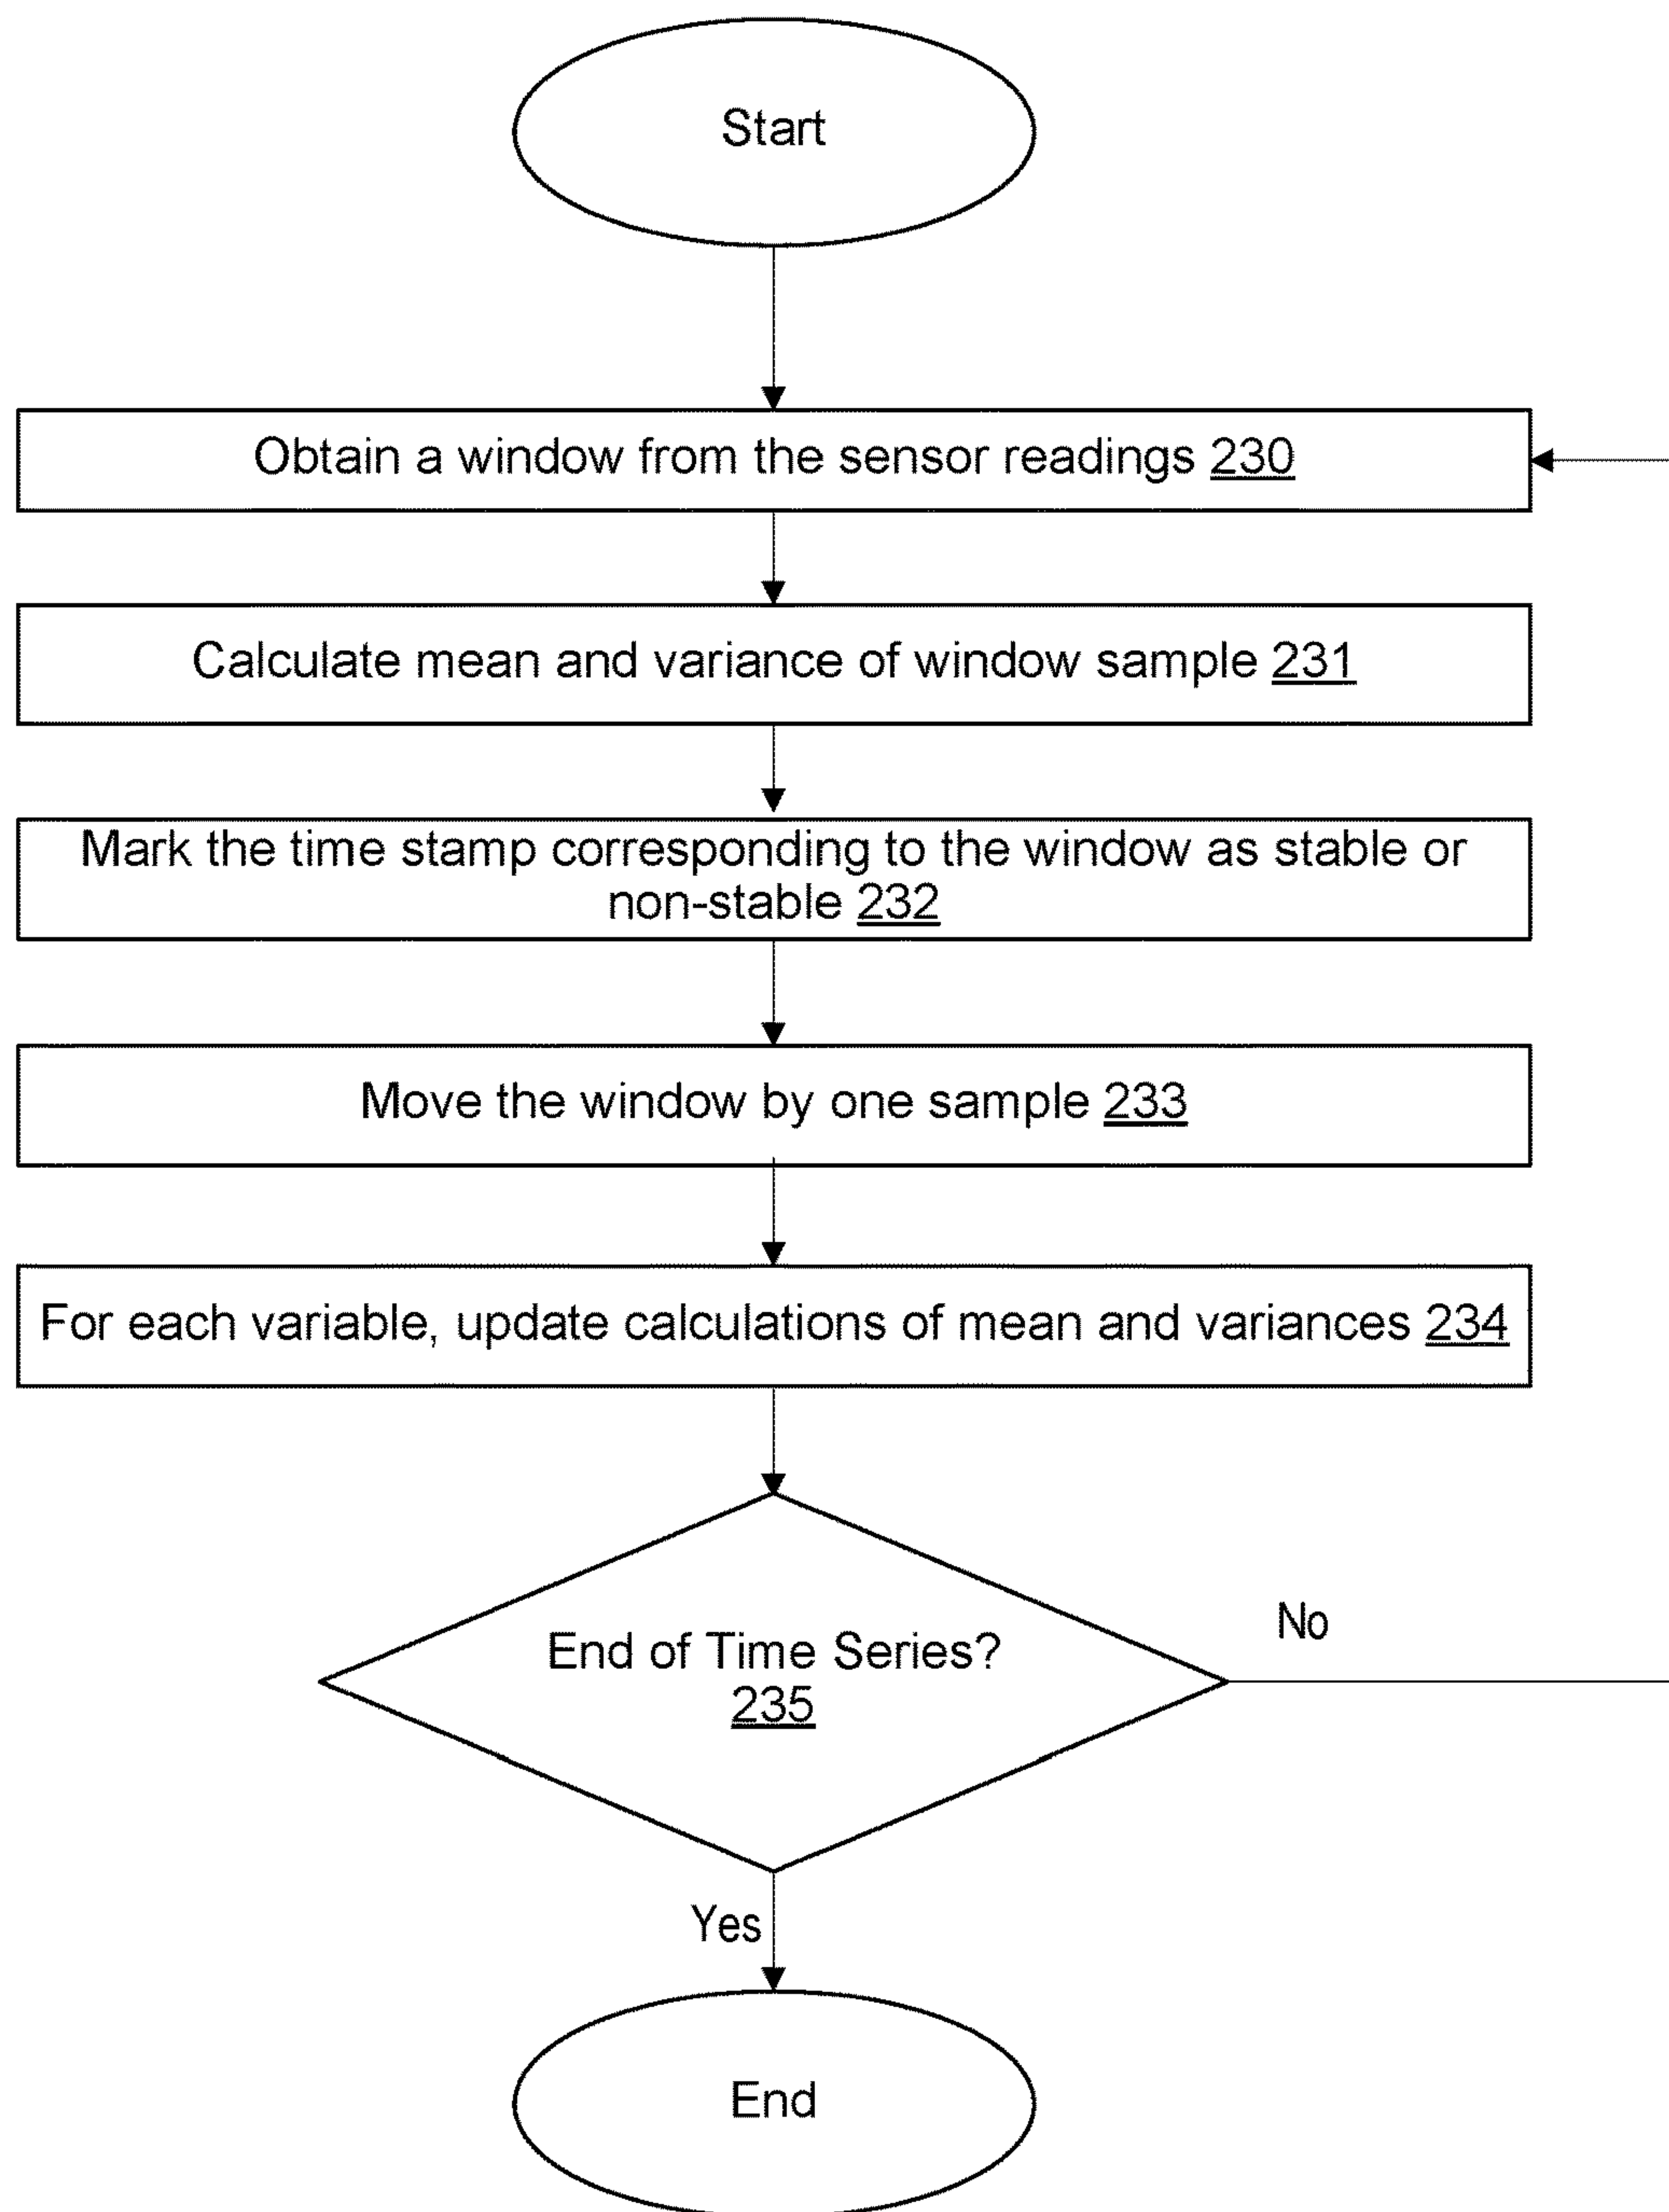 Start
Obtain a window from the sensor readings 230
Calculate mean and variance of window sample 231
Mark the time stamp corresponding to the window as stable or
non-stable 232
Move the window by one sample 233
For each variable, update calculations of mean and variances 234
End of Time Series?
235
No
Yes
End